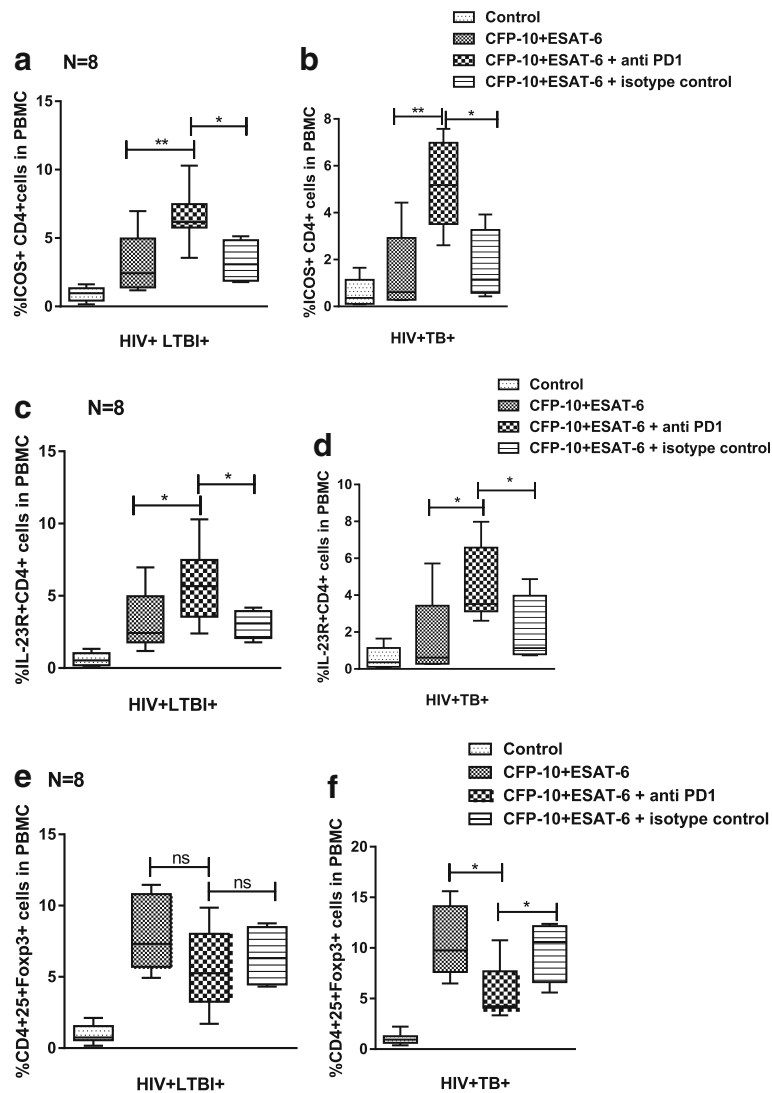 Control
CFP-10+ESAT-6
CFP-10+ESAT-6 + anti PD1
CFP-10+ESAT-6 + isotype control
a N=8
%ICOS+ CD4+cells in PBMC
15
10
5
0
**
*
HIV+ LTBI+
b
%ICOS+ CD4+ cells in PBMC
8
6
4
2
0
**
*
HIV+TB+
Control
CFP-10+ESAT-6
CFP-10+ESAT-6 + anti PD1
CFP-10+ESAT-6 + isotype control
c N=8
%IL-23R+CD4+ cells in PBMC
15
10
5
0
*
*
HIV+LTBI+
d
%IL-23R+CD4+ cells in PBMC
10
8
6
4
2
0
*
*
HIV+TB+
Control
CFP-10+ESAT-6
CFP-10+ESAT-6 + anti PD1
CFP-10+ESAT-6 + isotype control
e N=8
%CD4+25+Foxp3+ cells in PBMC
15
10
5
0
ns
ns
HIV+LTBI+
f
%CD4+25+Foxp3+ cells in PBMC
20
15
10
5
0
*
*
HIV+TB+